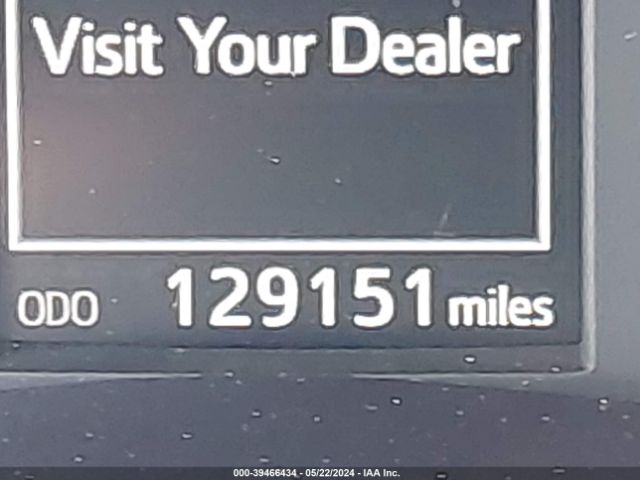 Visit Your Dealer
ODO 129151 miles
000-39466434 - 05/22/2024 - IAA Inc.